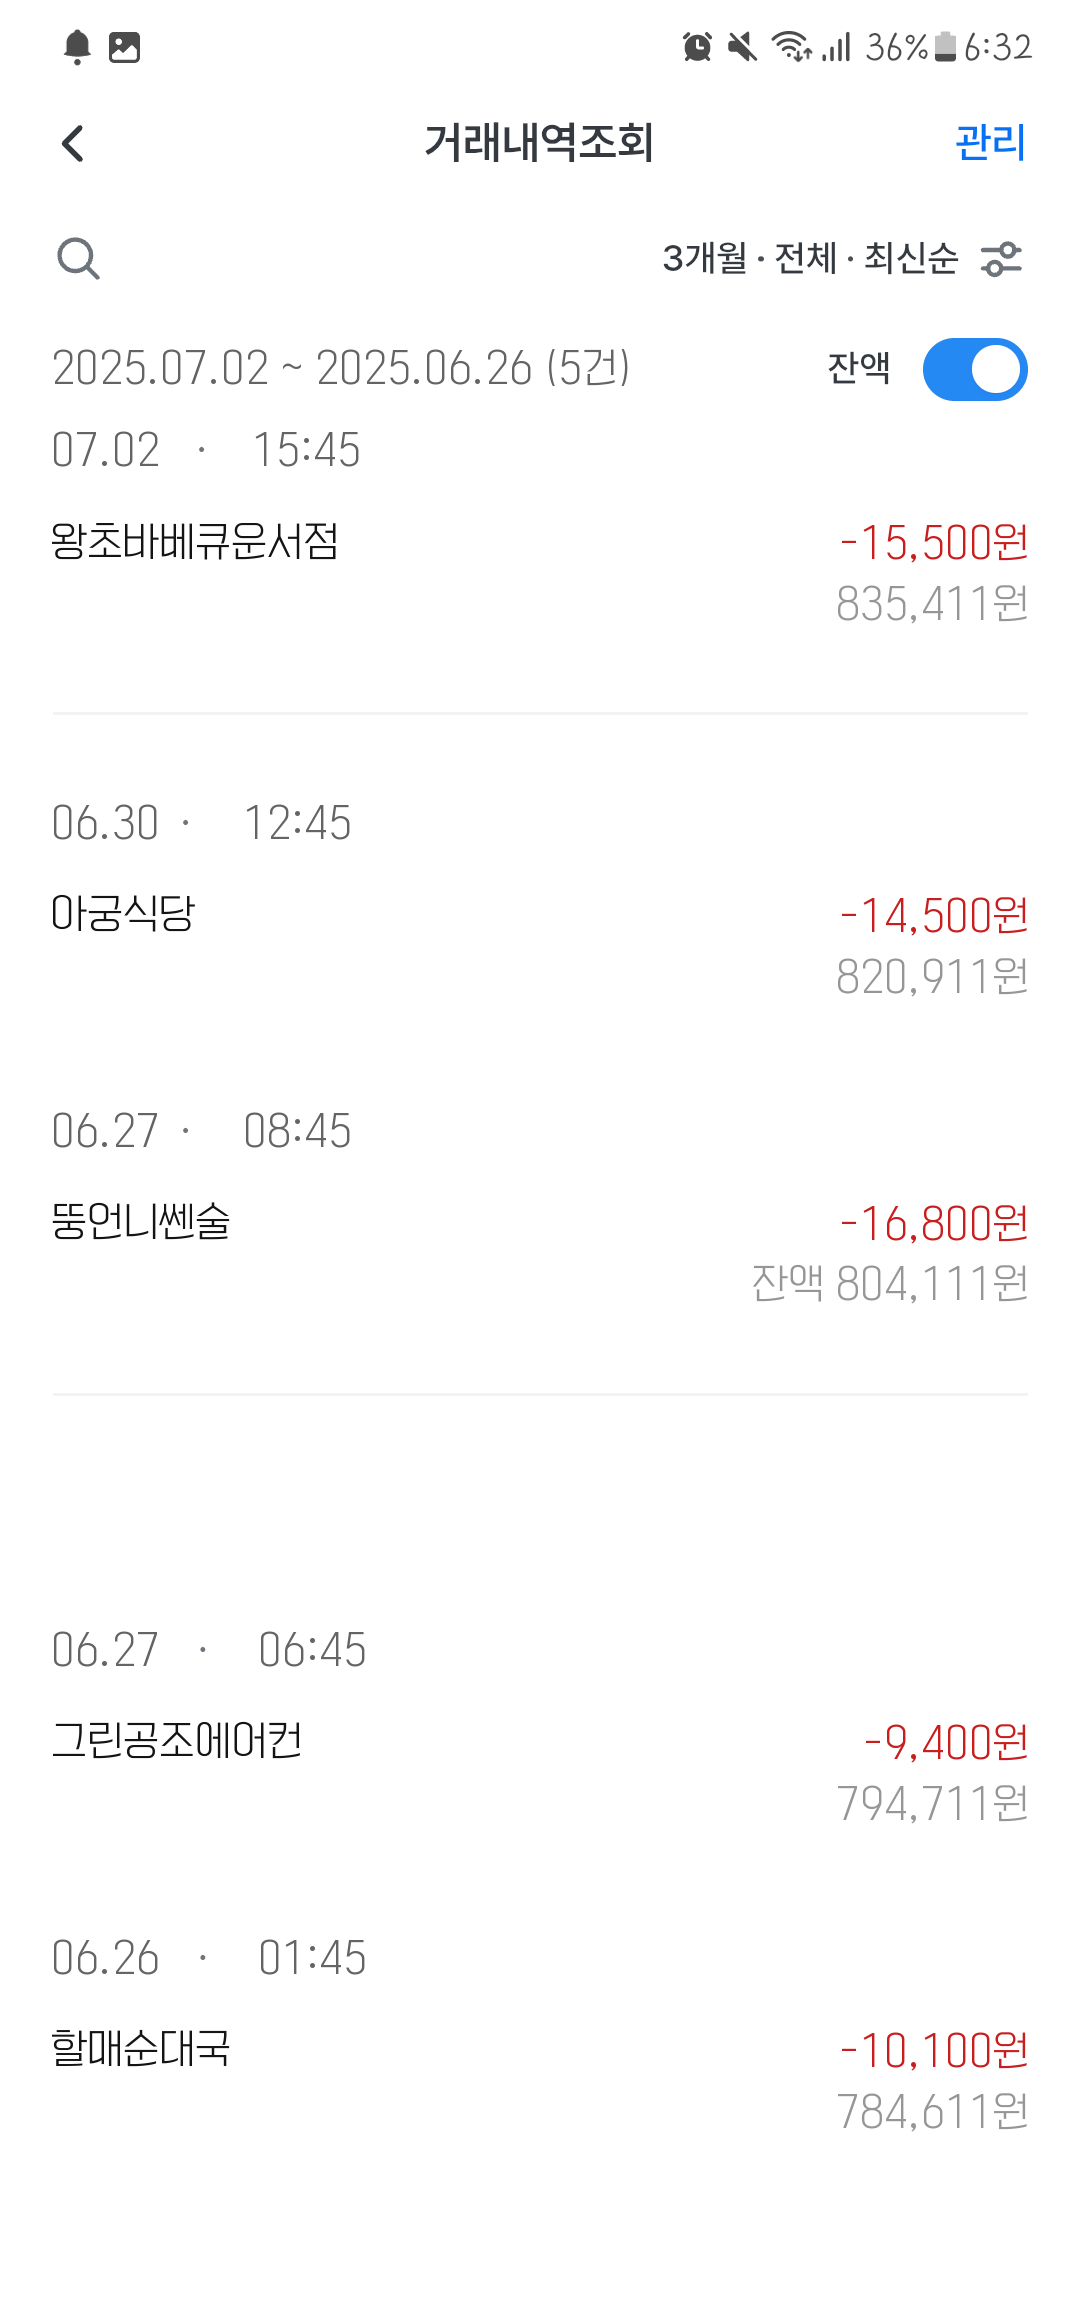 36% 6:32
거래내역조회 관리
3개월 · 전체 · 최신순
2025.07.02 ~ 2025.06.26 (5건) 잔액
07.02 · 15:45
왕초바베큐운서점 -15,500원
835,411원
06.30 · 12:45
아궁식당 -14,500원
820,911원
06.27 · 08:45
뚱언니쎈술 -16,800원
잔액 804,111원
06.27 · 06:45
그린공조에어컨 -9,400원
794,711원
06.26 · 01:45
할매순대국 -10,100원
784,611원